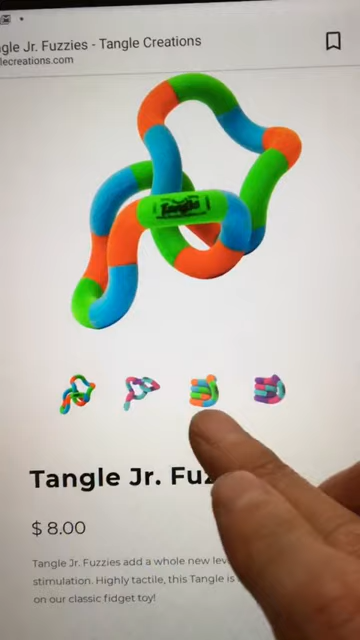 ngle Jr. Fuzzies - Tangle Creations
lecreations.com
Tangle
Tangle Jr. Fuz
$ 8.00
Tangle Jr. Fuzzies add a whole new lev
stimulation. Highly tactile, this Tangle is
on our classic fidget toy!